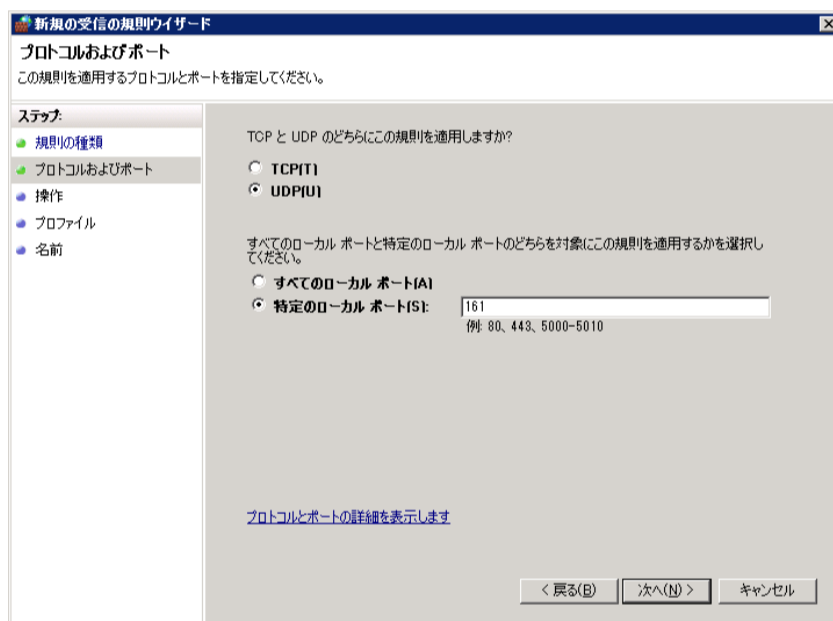 新規の受信の規則ウィザード
プロトコルおよびポート
この規則を適用するプロトコルとポートを指定してください。
ステップ:
規則の種類
プロトコルおよびポート
操作
プロファイル
名前
TCP と UDP のどちらにこの規則を適用しますか?
TCP(T)
UDP(U)
すべてのローカル ポートと特定のローカル ポートのどちらを対象にこの規則を適用するかを選択し
てください。
すべてのローカル ポート(A)
特定のローカル ポート(S):
161
例: 80、443、5000-5010
プロトコルとポートの詳細を表示します
< 戻る(B)
次へ(N) >
キャンセル